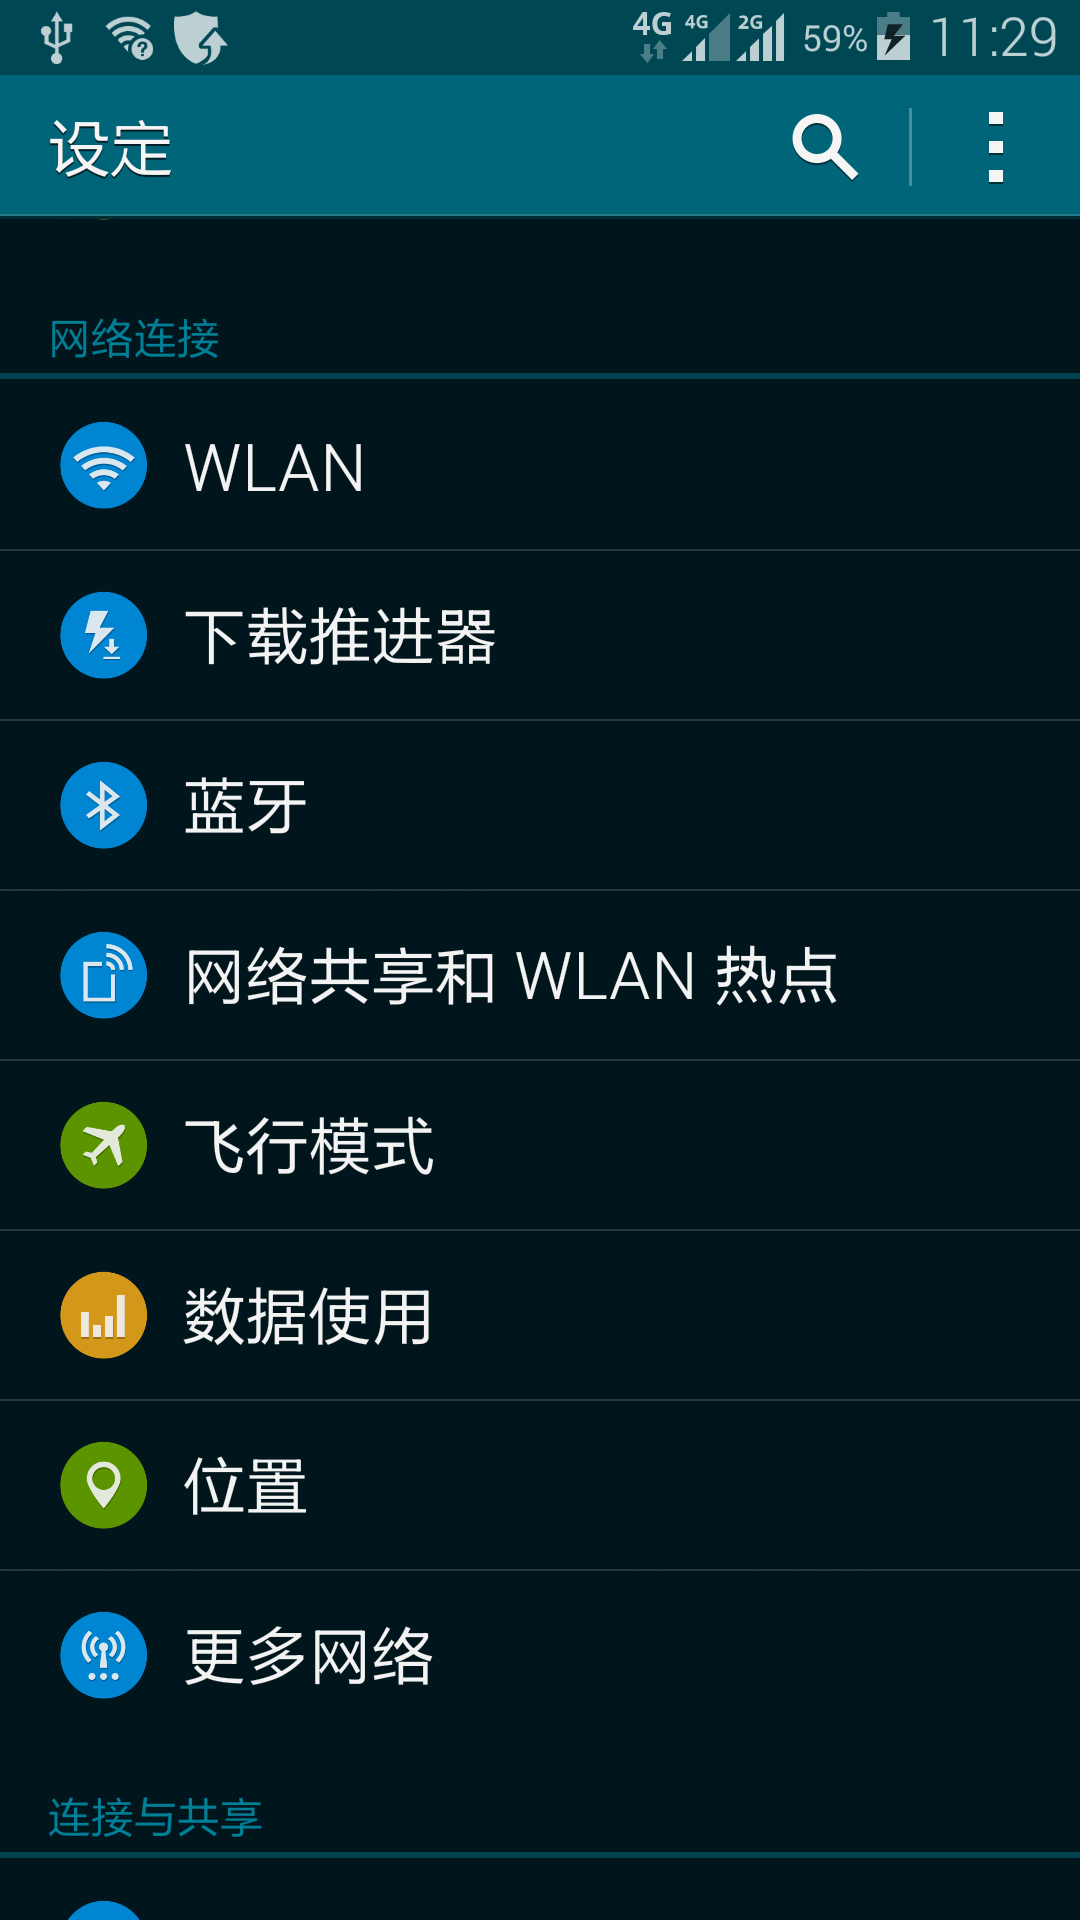 4G 4G 2G 59% 11:29
设定
网络连接
WLAN
下载推进器
蓝牙
网络共享和 WLAN 热点
飞行模式
数据使用
位置
更多网络
连接与共享